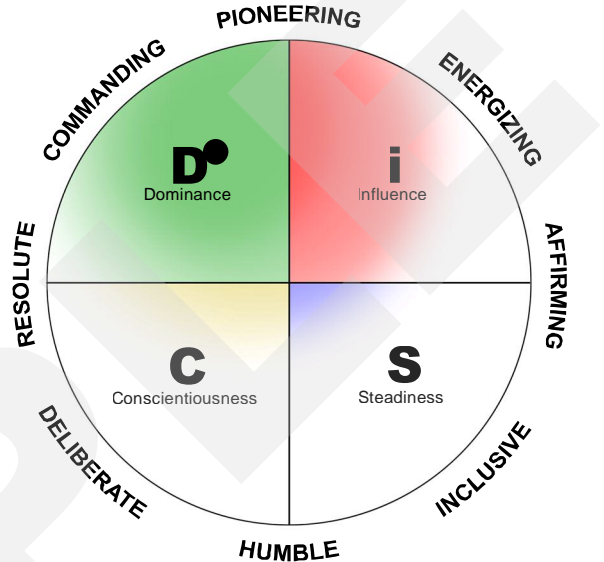 PIONEERING
COMMANDING
ENERGIZING
D
Dominance
i
Influence
RESOLUTE
AFFIRMING
C
Conscientiousness
S
Steadiness
DELIBERATE
INCLUSIVE
HUMBLE